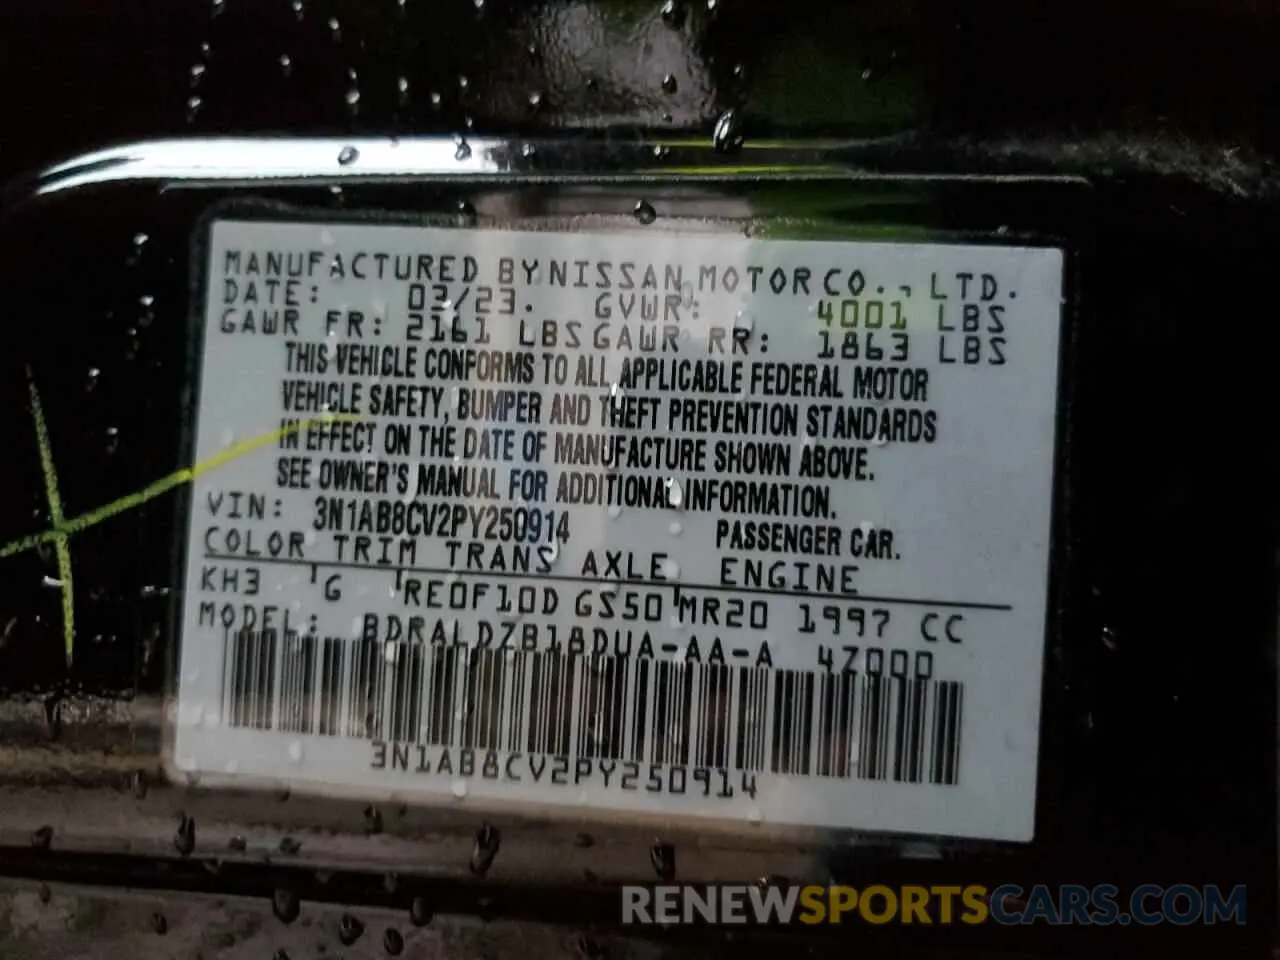 MANUFACTURED BY NISSAN MOTOR CO., LTD.
DATE: 03/23. GVWR: 4001 LBS
GAWR FR: 2161 LBS GAWR RR: 1863 LBS
THIS VEHICLE CONFORMS TO ALL APPLICABLE FEDERAL MOTOR
VEHICLE SAFETY, BUMPER AND THEFT PREVENTION STANDARDS
IN EFFECT ON THE DATE OF MANUFACTURE SHOWN ABOVE.
SEE OWNER'S MANUAL FOR ADDITIONAL INFORMATION.
VIN: 3N1AB8CV2PY250914 PASSENGER CAR.
COLOR TRIM TRANS AXLE ENGINE
KH3 G RE0F10D GS50 MR20 1997 CC
MODEL: BDRALDZB18DUA-AA-A 4Z000
3N1AB8CV2PY250914
RENEWSPORTSCARS.COM